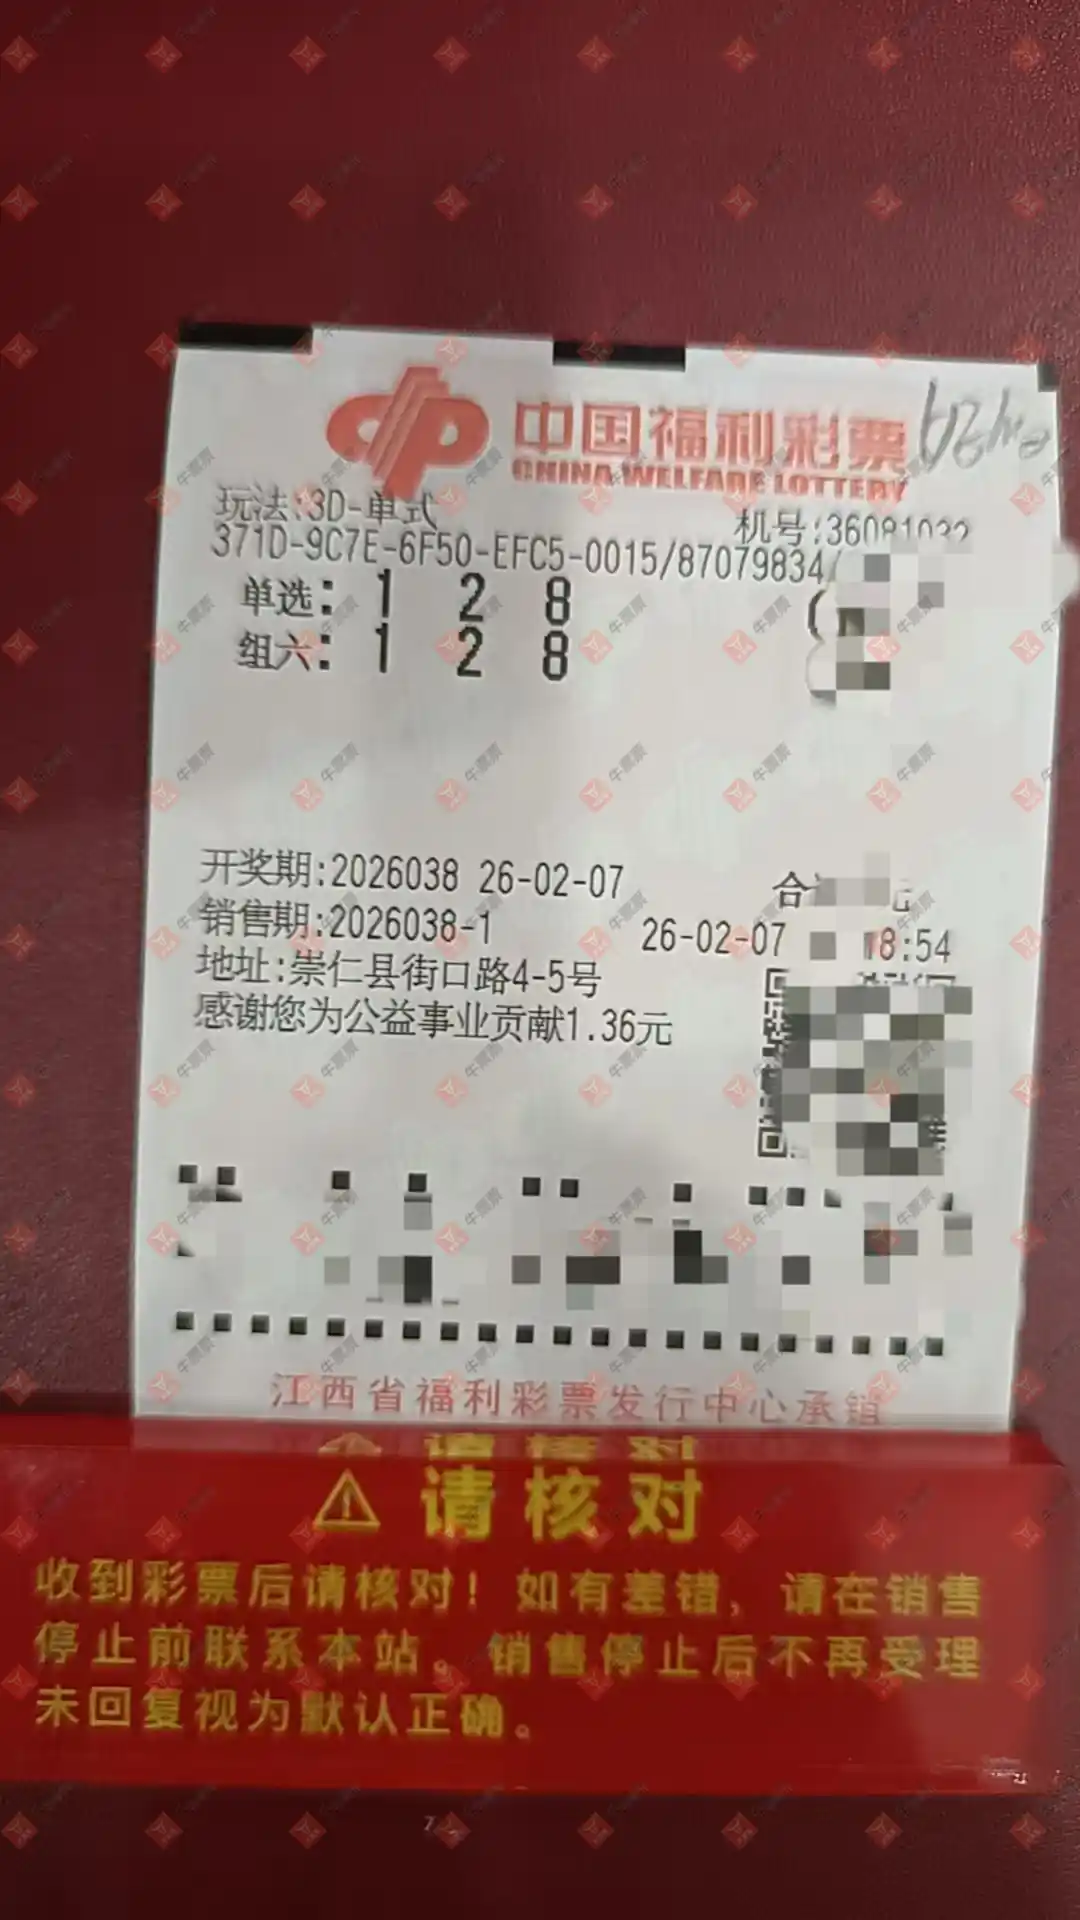 中国福利彩票
CHINA WELFARE LOTTERY
玩法:3D-单式
机号:36081032
371D-9C7E-6F50-EFC5-0015/87079834/
单选: 1 2 8
组六: 1 2 8
开奖期:2026038 26-02-07
合
销售期:2026038-1 26-02-07 18:54
地址:崇仁县街口路4-5号
感谢您为公益事业贡献1.36元
江西省福利彩票发行中心承销
请核对
收到彩票后请核对！如有差错，请在销售
停止前联系本站。销售停止后不再受理
未回复视为默认正确。
牛票票